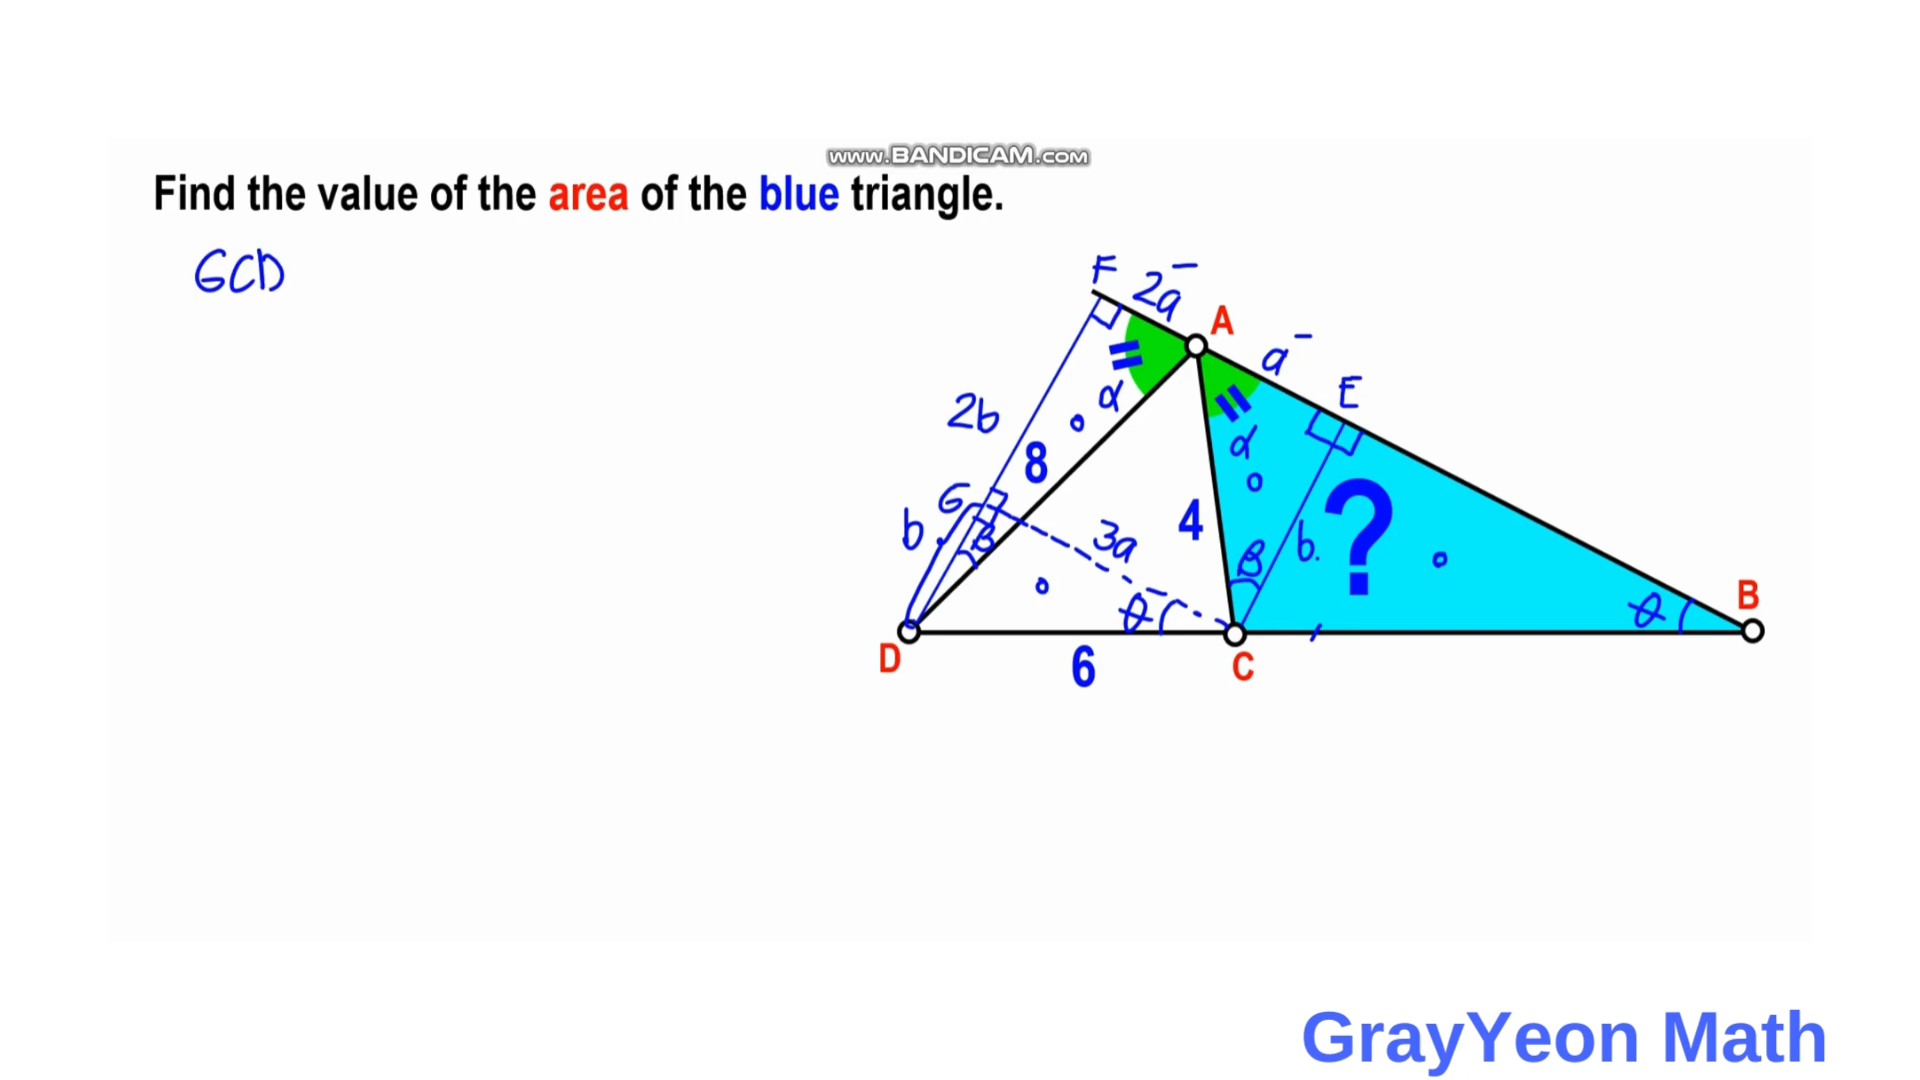 www.BANDICAM.com
Find the value of the area of the blue triangle.
GCD
F 2a
A
a
E
2b
α
8
α
G
b
β
3a
4
β
b.
?
θ
θ
B
D
6
C
GrayYeon Math